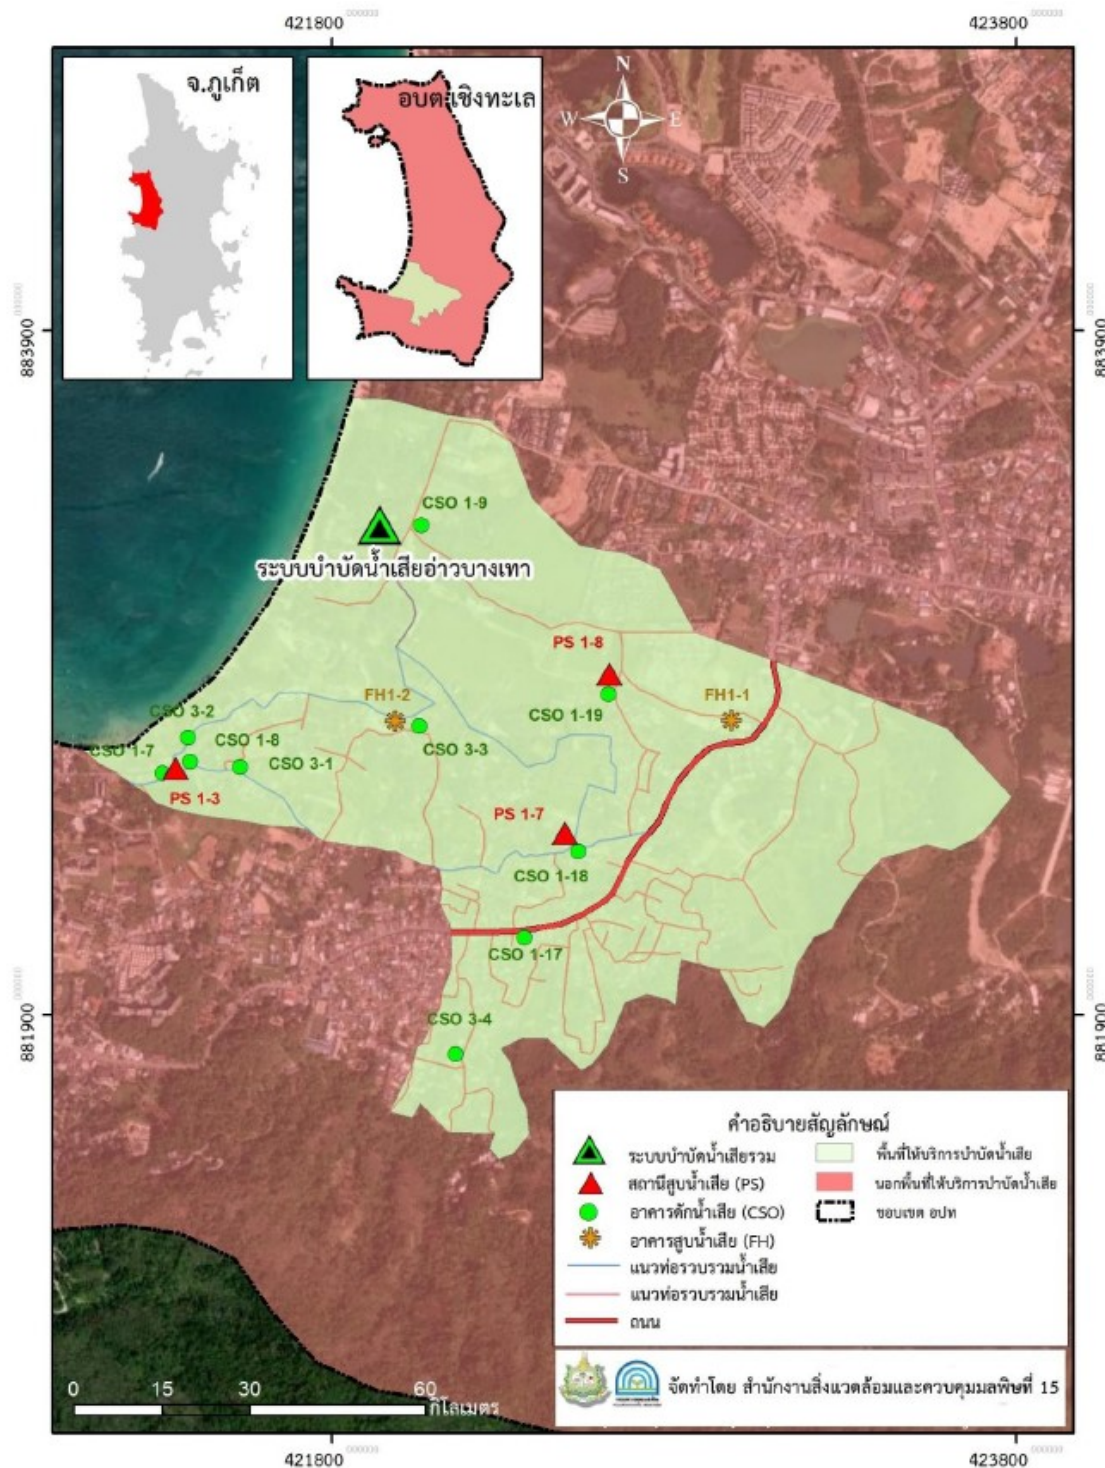 421800 000000
423800 000000
จ.ภูเก็ต
อบต.เชิงทะเล
N
W E
S
883900 000000
883900 000000
CSO 1-9
ระบบบำบัดน้ำเสียอ่าวบางเทา
PS 1-8
FH1-2
FH1-1
CSO 1-19
CSO 3-2
CSO 1-8
CSO 3-3
CSO 1-7
CSO 3-1
PS 1-3
PS 1-7
CSO 1-18
CSO 1-17
CSO 3-4
881900 000000
881900 000000
คำอธิบายสัญลักษณ์
ระบบบำบัดน้ำเสียรวม
สถานีสูบน้ำเสีย (PS)
อาคารดักน้ำเสีย (CSO)
อาคารสูบน้ำเสีย (FH)
แนวท่อรวบรวมน้ำเสีย
แนวท่อรวบรวมน้ำเสีย
ถนน
พื้นที่ให้บริการบำบัดน้ำเสีย
นอกพื้นที่ให้บริการบำบัดน้ำเสีย
ขอบเขต อปท
จัดทำโดย สำนักงานสิ่งแวดล้อมและควบคุมมลพิษที่ 15
0 15 30 60
กิโลเมตร
421800 000000
423800 000000